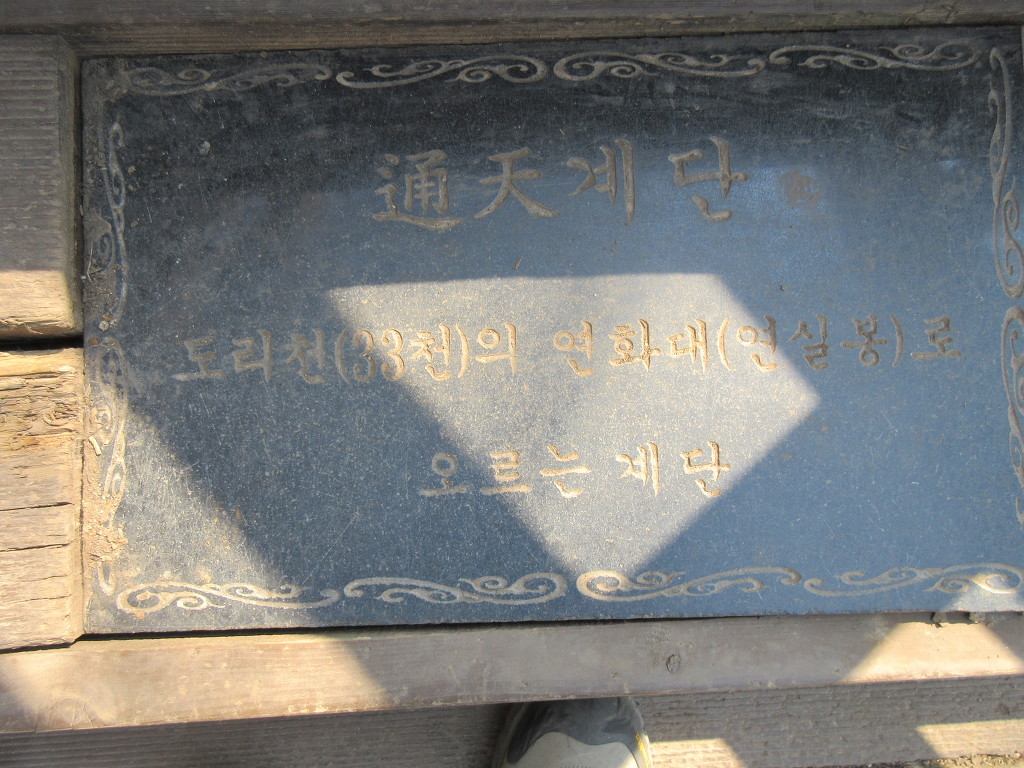 通天계단
도리천(33천)의 연화대(연실봉)로
오르는 계단